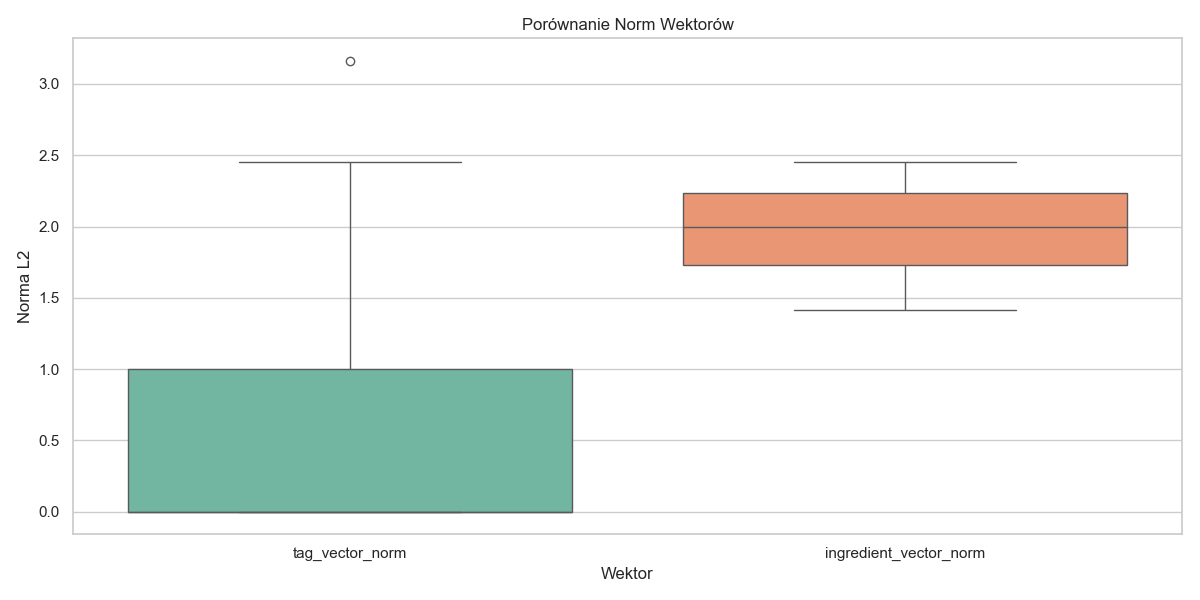 Porównanie Norm Wektorów
Norma L2
3.0
2.5
2.0
1.5
1.0
0.5
0.0
tag_vector_norm
ingredient_vector_norm
Wektor